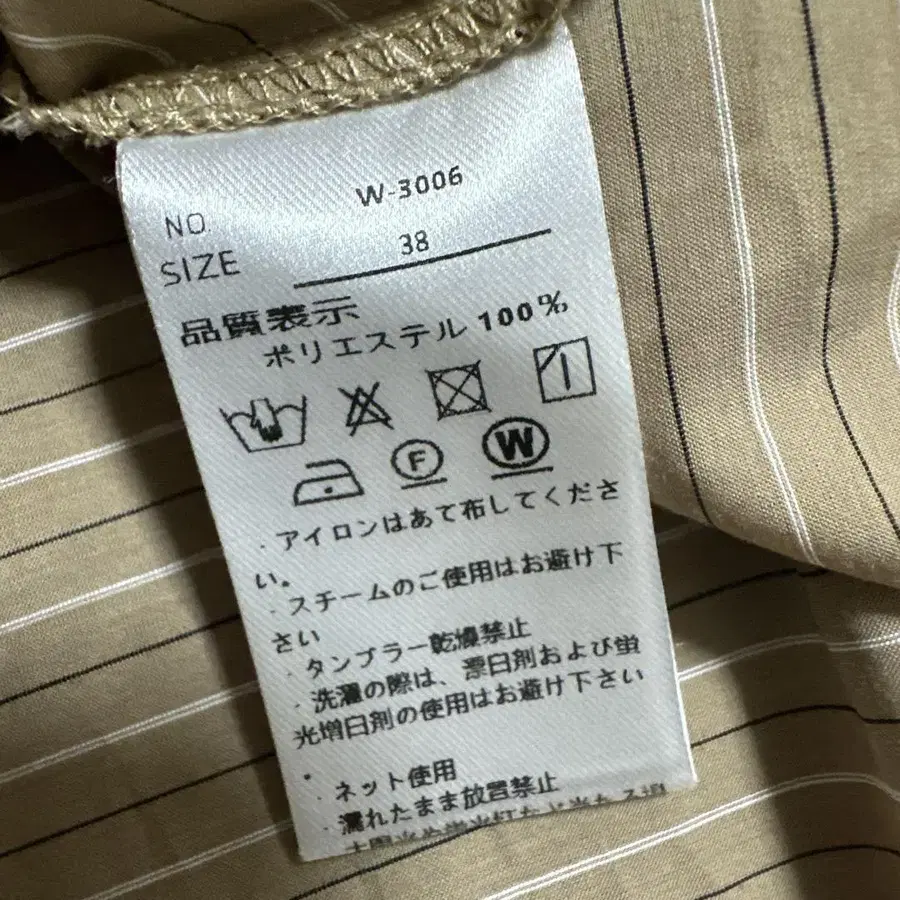 NO. W-3006
SIZE 38
品質表示
ポリエステル 100%
F W
・アイロンはあて布してくださ
い。
・スチームのご使用はお避け下
さい
・タンブラー乾燥禁止
・洗濯の際は、漂白剤および蛍
光増白剤の使用はお避け下さい
・
・ネット使用
・濡れたまま放置禁止